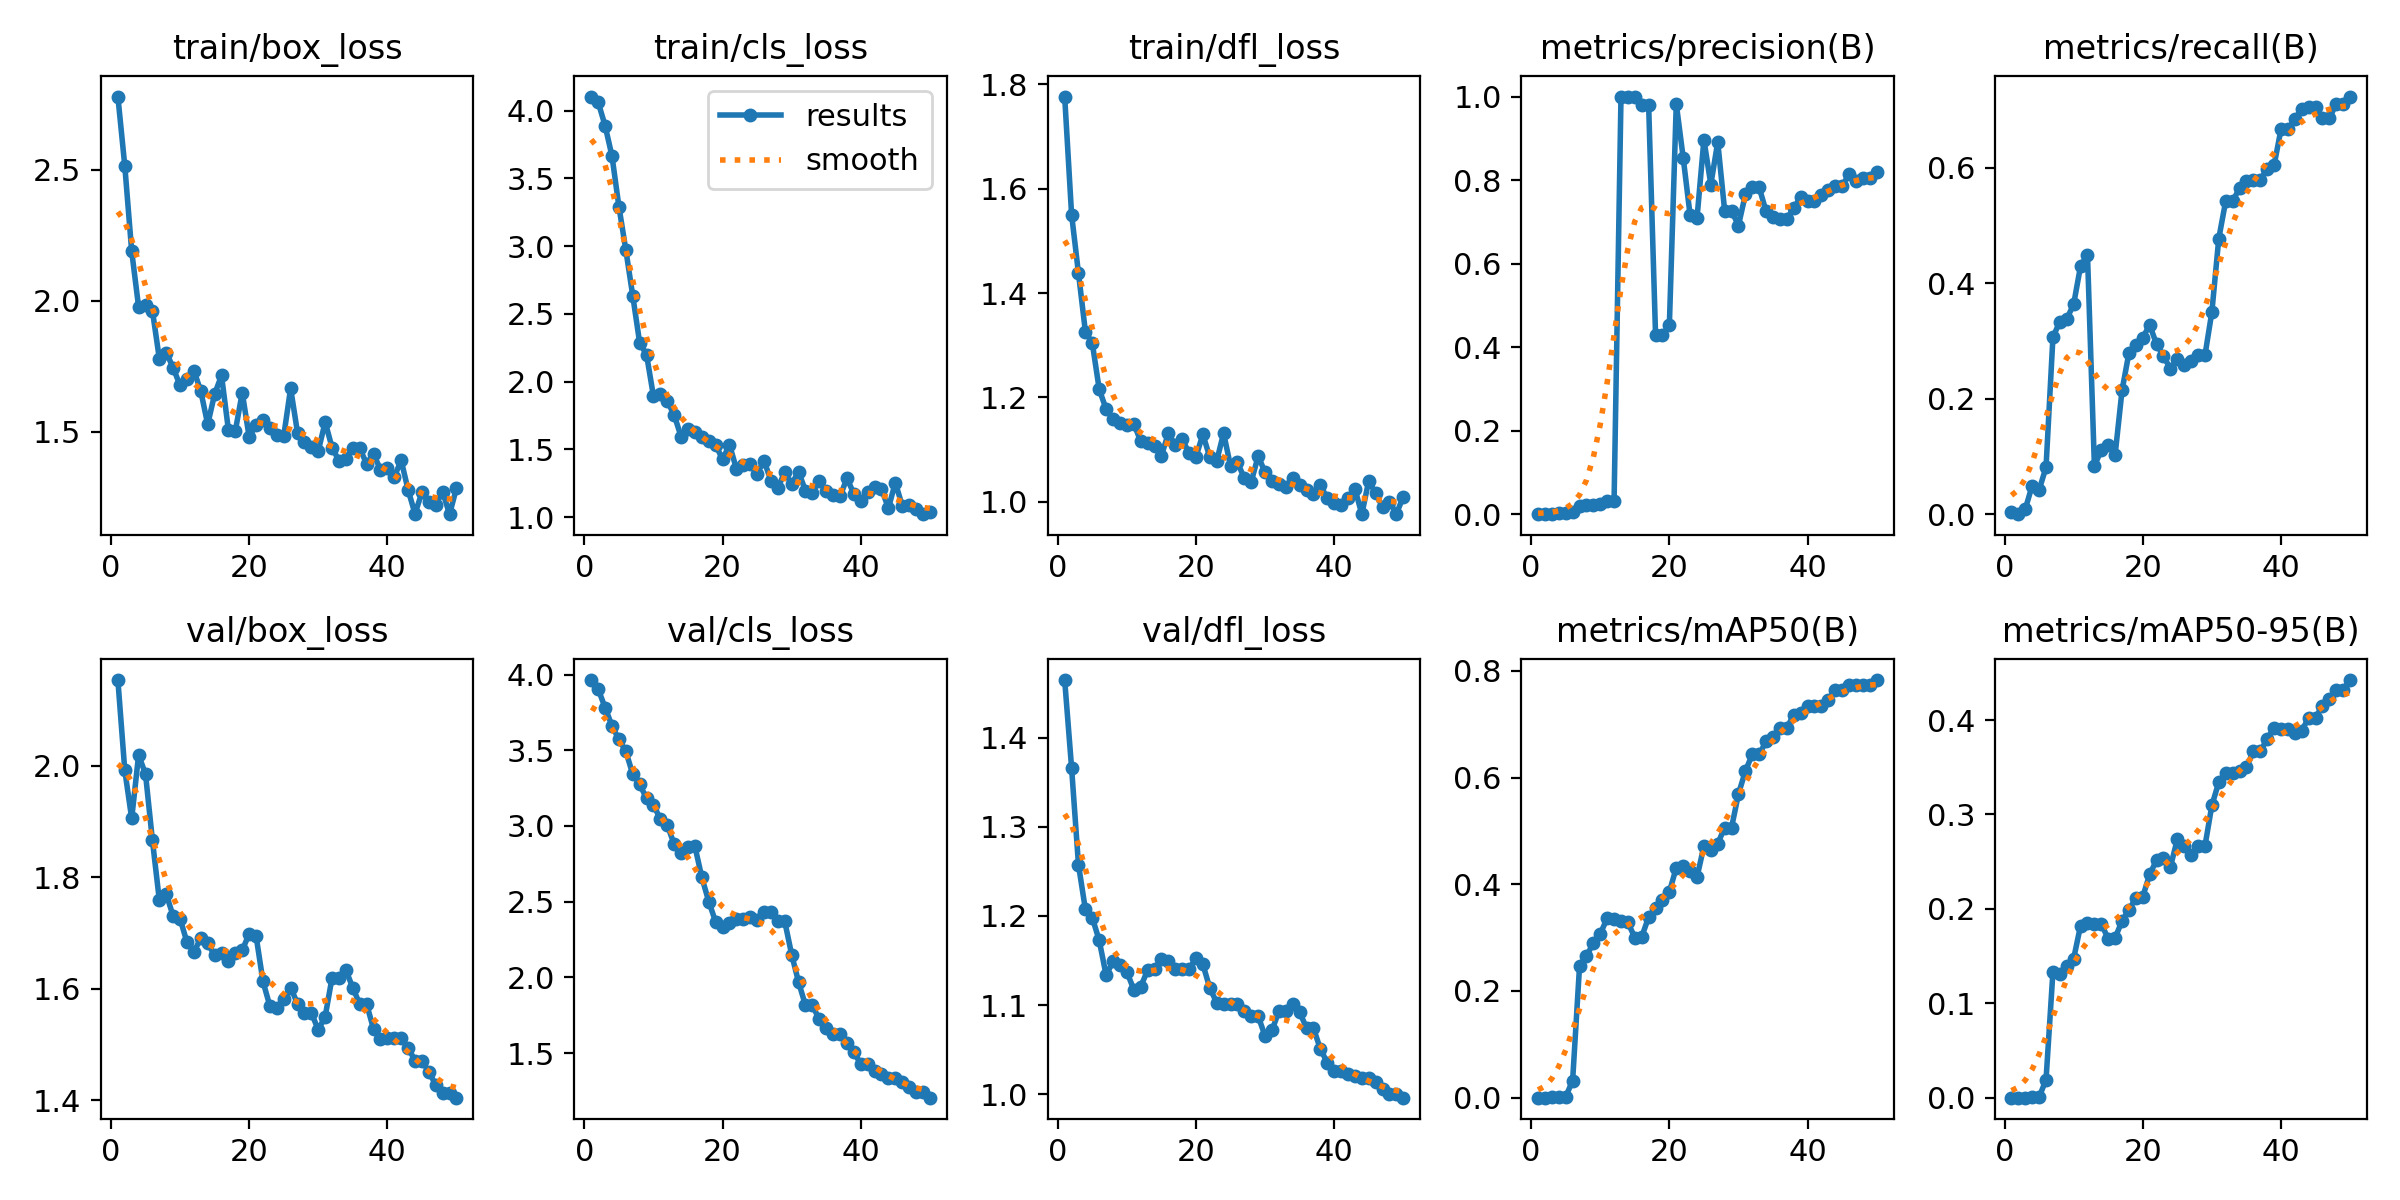 train/box_loss
2.5
2.0
1.5
0 20 40
train/cls_loss
results
smooth
4.0
3.5
3.0
2.5
2.0
1.5
1.0
0 20 40
train/dfl_loss
1.8
1.6
1.4
1.2
1.0
0 20 40
metrics/precision(B)
1.0
0.8
0.6
0.4
0.2
0.0
0 20 40
metrics/recall(B)
0.6
0.4
0.2
0.0
0 20 40
val/box_loss
2.0
1.8
1.6
1.4
0 20 40
val/cls_loss
4.0
3.5
3.0
2.5
2.0
1.5
0 20 40
val/dfl_loss
1.4
1.3
1.2
1.1
1.0
0 20 40
metrics/mAP50(B)
0.8
0.6
0.4
0.2
0.0
0 20 40
metrics/mAP50-95(B)
0.4
0.3
0.2
0.1
0.0
0 20 40